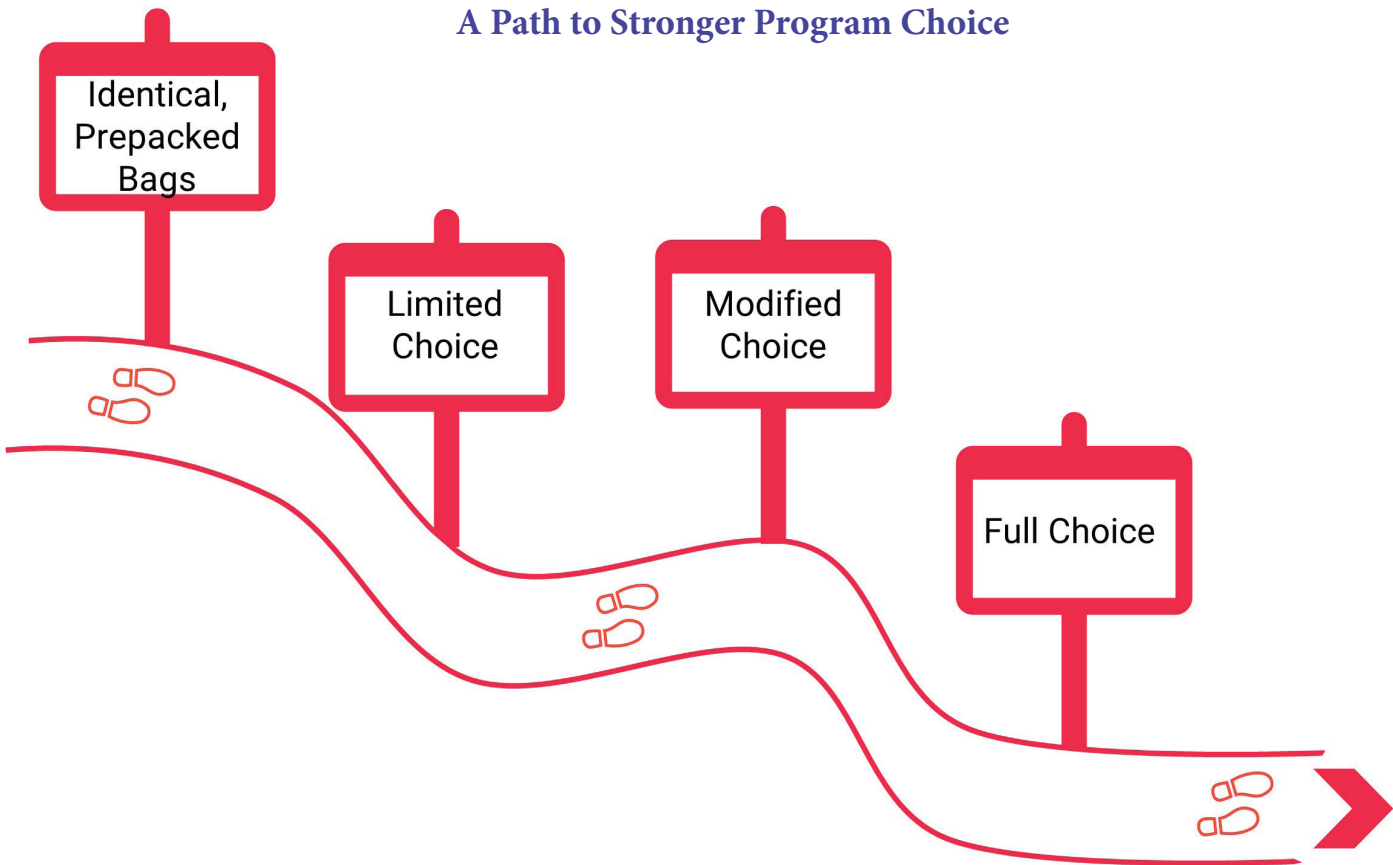 A Path to Stronger Program Choice
Identical,
Prepacked
Bags
Limited
Choice
Modified
Choice
Full Choice